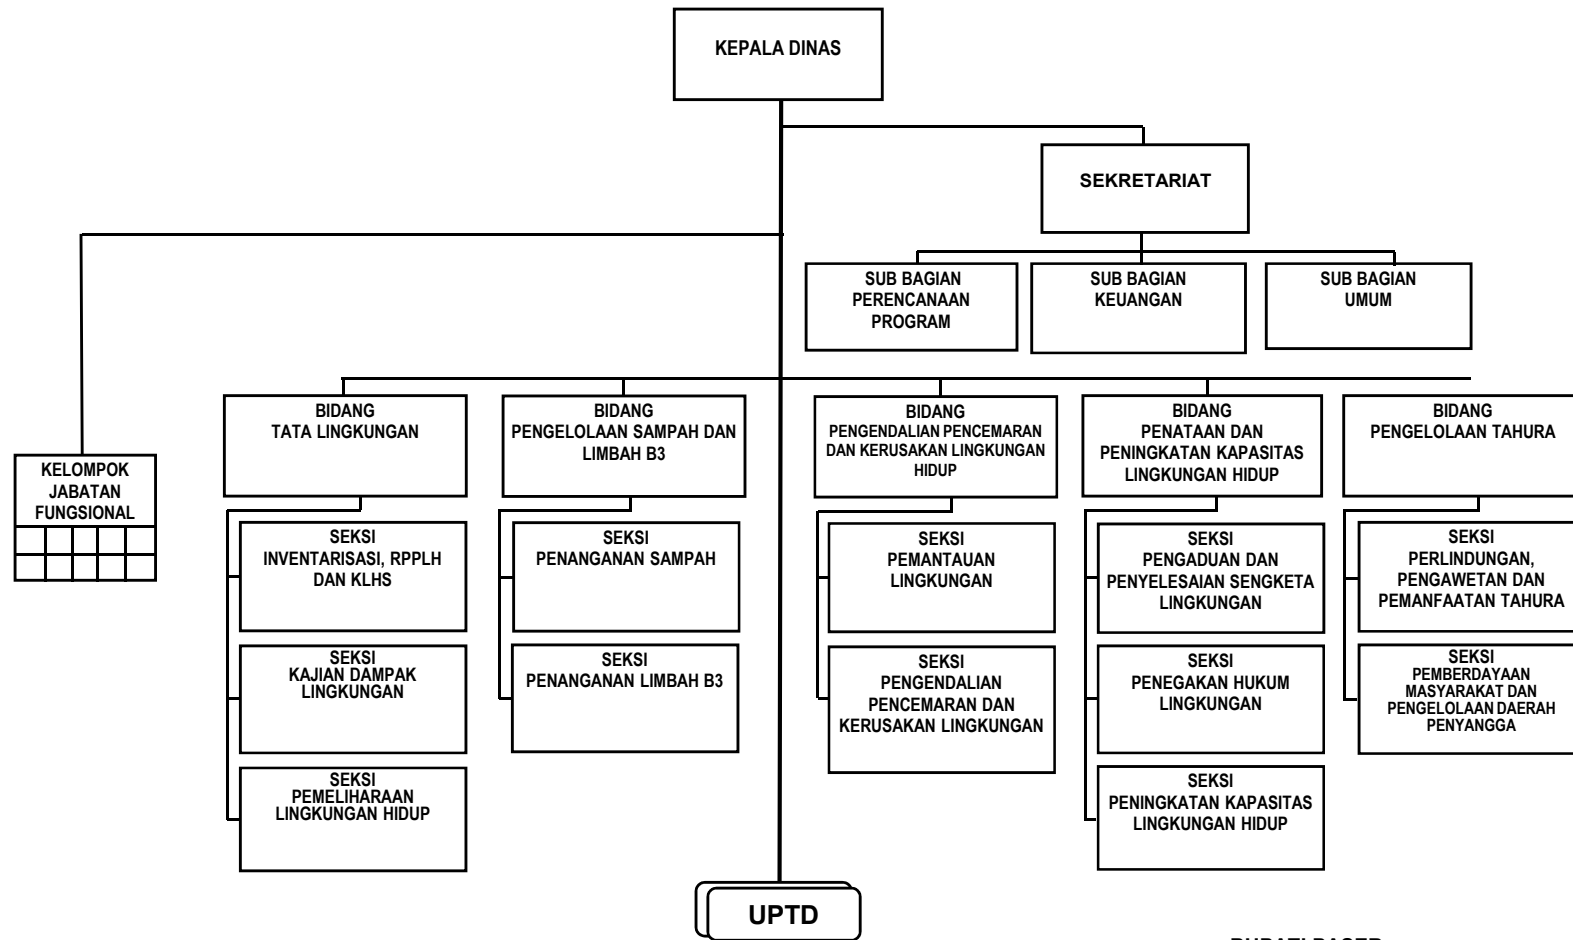 KEPALA DINAS
SEKRETARIAT
SUB BAGIAN
PERENCANAAN
PROGRAM
SUB BAGIAN
KEUANGAN
SUB BAGIAN
UMUM
KELOMPOK
JABATAN
FUNGSIONAL
BIDANG
TATA LINGKUNGAN
BIDANG
PENGELOLAAN SAMPAH DAN
LIMBAH B3
BIDANG
PENGENDALIAN PENCEMARAN
DAN KERUSAKAN LINGKUNGAN
HIDUP
BIDANG
PENATAAN DAN
PENINGKATAN KAPASITAS
LINGKUNGAN HIDUP
BIDANG
PENGELOLAAN TAHURA
SEKSI
INVENTARISASI, RPPLH
DAN KLHS
SEKSI
KAJIAN DAMPAK
LINGKUNGAN
SEKSI
PEMELIHARAAN
LINGKUNGAN HIDUP
SEKSI
PENANGANAN SAMPAH
SEKSI
PENANGANAN LIMBAH B3
SEKSI
PEMANTAUAN
LINGKUNGAN
SEKSI
PENGENDALIAN
PENCEMARAN DAN
KERUSAKAN LINGKUNGAN
SEKSI
PENGADUAN DAN
PENYELESAIAN SENGKETA
LINGKUNGAN
SEKSI
PENEGAKAN HUKUM
LINGKUNGAN
SEKSI
PENINGKATAN KAPASITAS
LINGKUNGAN HIDUP
SEKSI
PERLINDUNGAN,
PENGAWETAN DAN
PEMANFAATAN TAHURA
SEKSI
PEMBERDAYAAN
MASYARAKAT DAN
PENGELOLAAN DAERAH
PENYANGGA
UPTD
BUPATI PASER